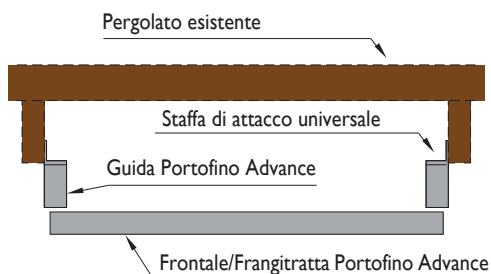 Pergolato esistente
Staffa di attacco universale
Guida Portofino Advance
Frontale/Frangitratta Portofino Advance